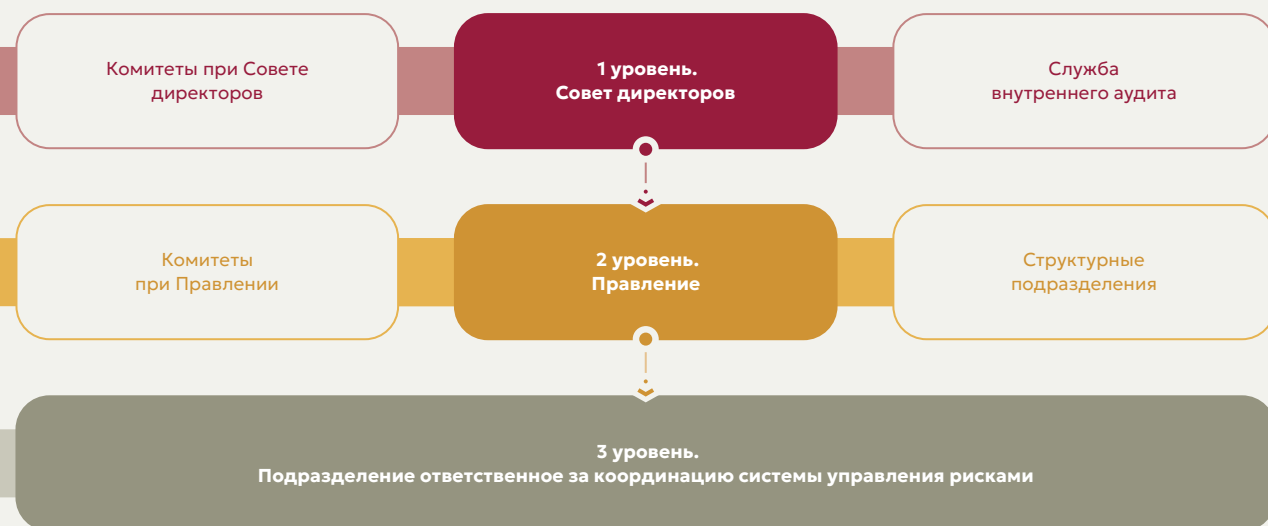 Комитеты при Совете
директоров
1 уровень.
Совет директоров
Служба
внутреннего аудита
Комитеты
при Правлении
2 уровень.
Правление
Структурные
подразделения
3 уровень.
Подразделение ответственное за координацию системы управления рисками